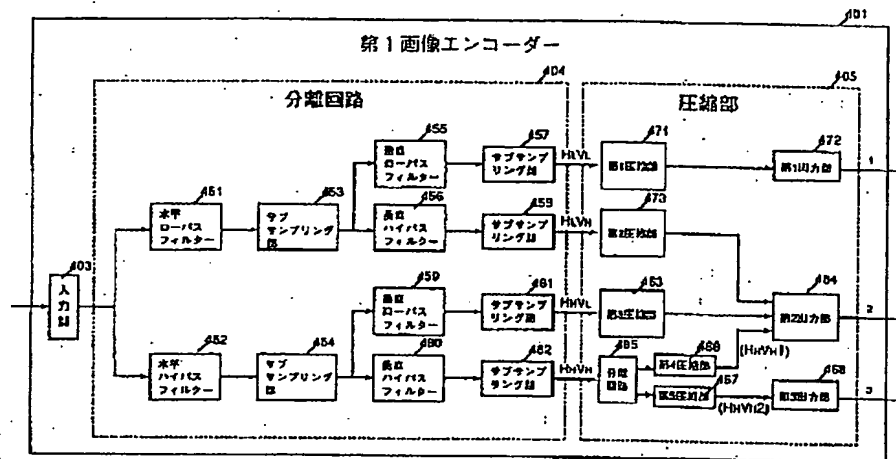 401
第1画像エンコーダー
404
405
分離回路
圧縮部
455
垂直
ローパス
フィルター
457
サブサンプ
リング部
HLVL
471
第1圧縮部
472
第1出力部
1
451
水平
ローパス
フィルター
453
サブ
サンプリング
部
456
垂直
ハイパス
フィルター
サブサンプ
リング部
HLVH
473
第2圧縮部
403
入
力
部
459
垂直
ローパス
フィルター
461
サブサンプ
リング部
HHVL
463
第3圧縮部
464
第2出力部
2
452
水平
ハイパス
フィルター
454
サブ
サンプリング
部
460
垂直
ハイパス
フィルター
462
サブサンプ
リング部
HHVH
465
分離
回路
466
第4圧縮部
(HHVH1)
467
第5圧縮部
(HHVH2)
468
第3出力部
3